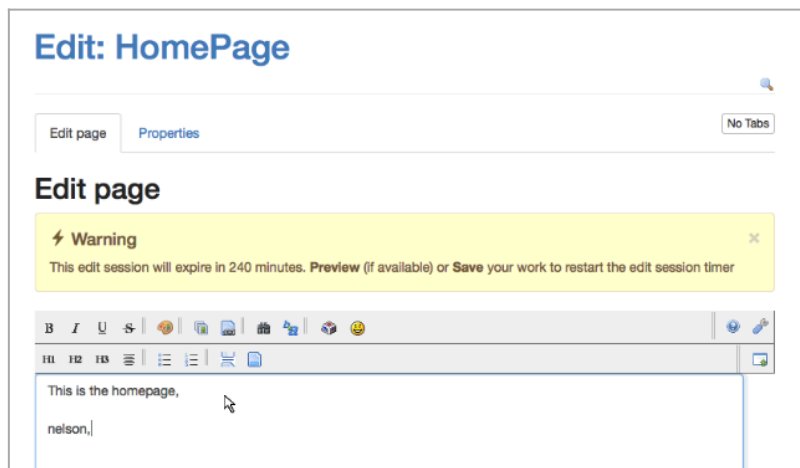 Edit: HomePage
Edit page Properties No Tabs
Edit page
Warning ×
This edit session will expire in 240 minutes. Preview (if available) or Save your work to restart the edit session timer
B I U S
H1 H2 H3
This is the homepage,
nelson,